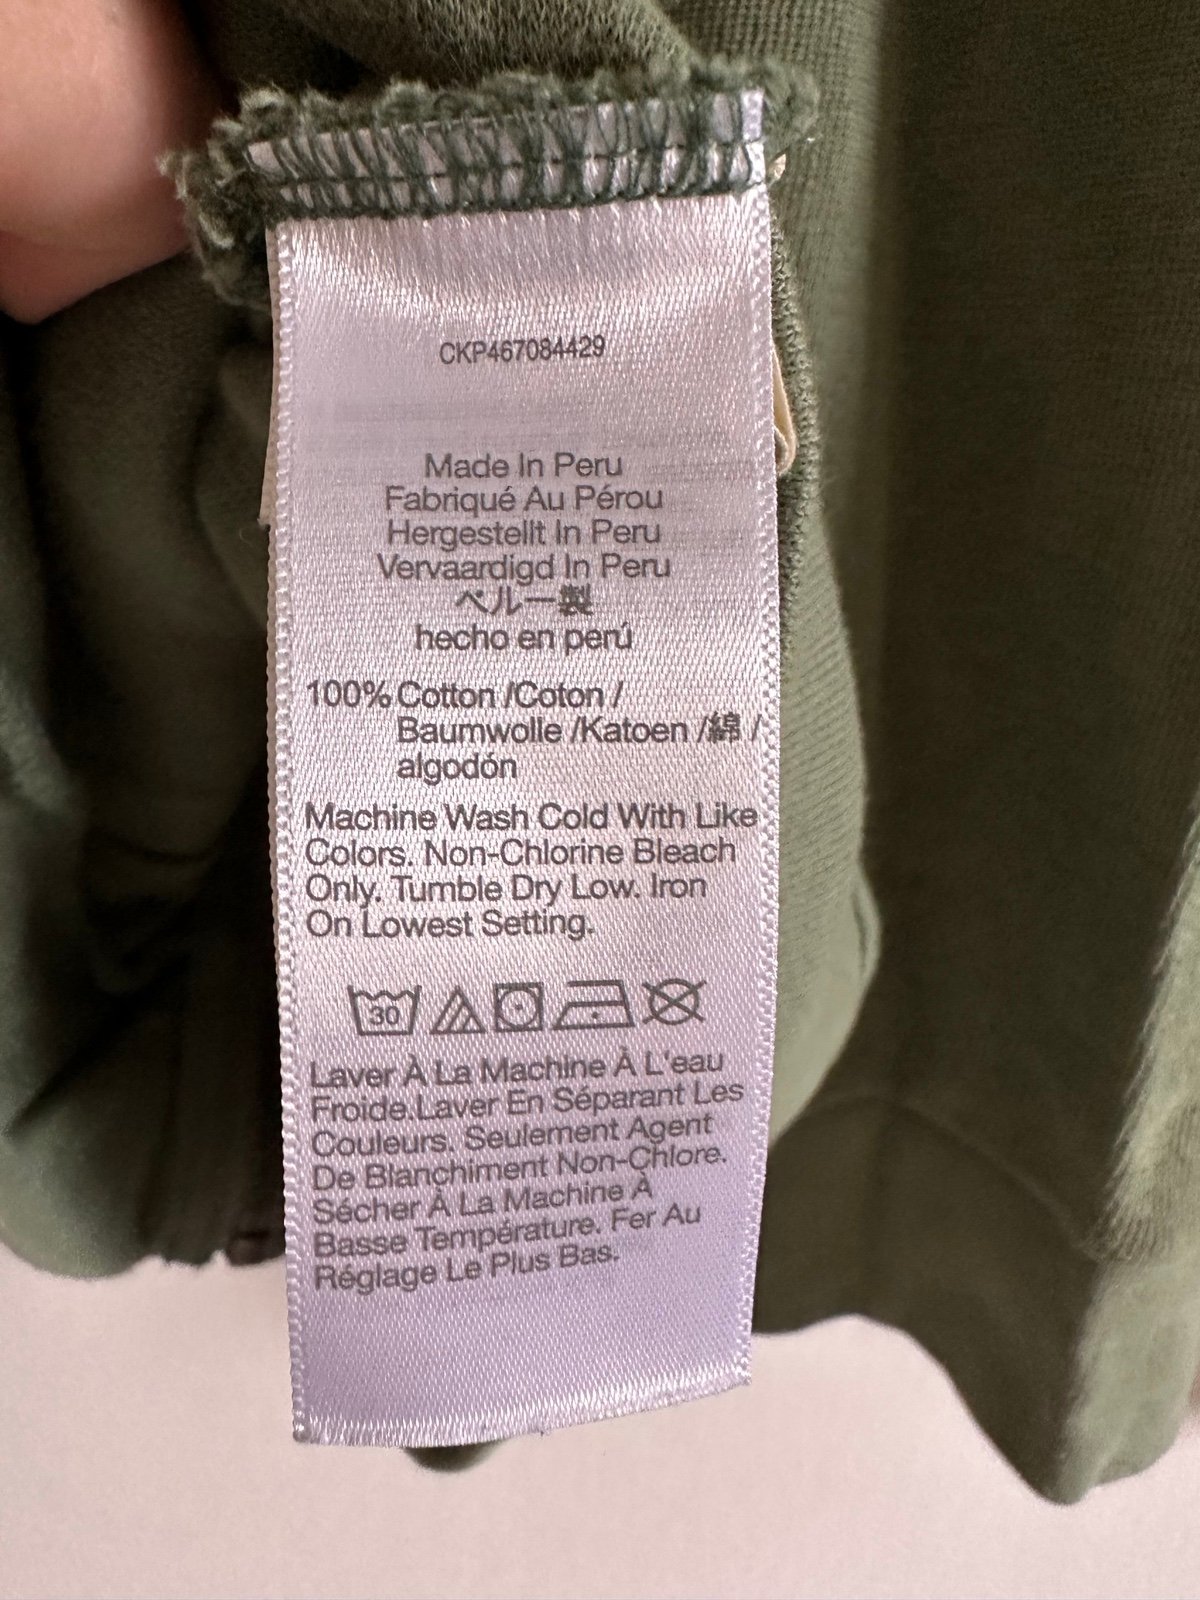 CKP467084429
Made In Peru
Fabriqué Au Pérou
Hergestellt In Peru
Vervaardigd In Peru
ペルー製
hecho en perú
100% Cotton /Coton /
Baumwolle /Katoen /綿 /
algodón
Machine Wash Cold With Like
Colors. Non-Chlorine Bleach
Only. Tumble Dry Low. Iron
On Lowest Setting.
30
Laver À La Machine À L'eau
Froide.Laver En Séparant Les
Couleurs. Seulement Agent
De Blanchiment Non-Chlore.
Sécher À La Machine À
Basse Température. Fer Au
Réglage Le Plus Bas.